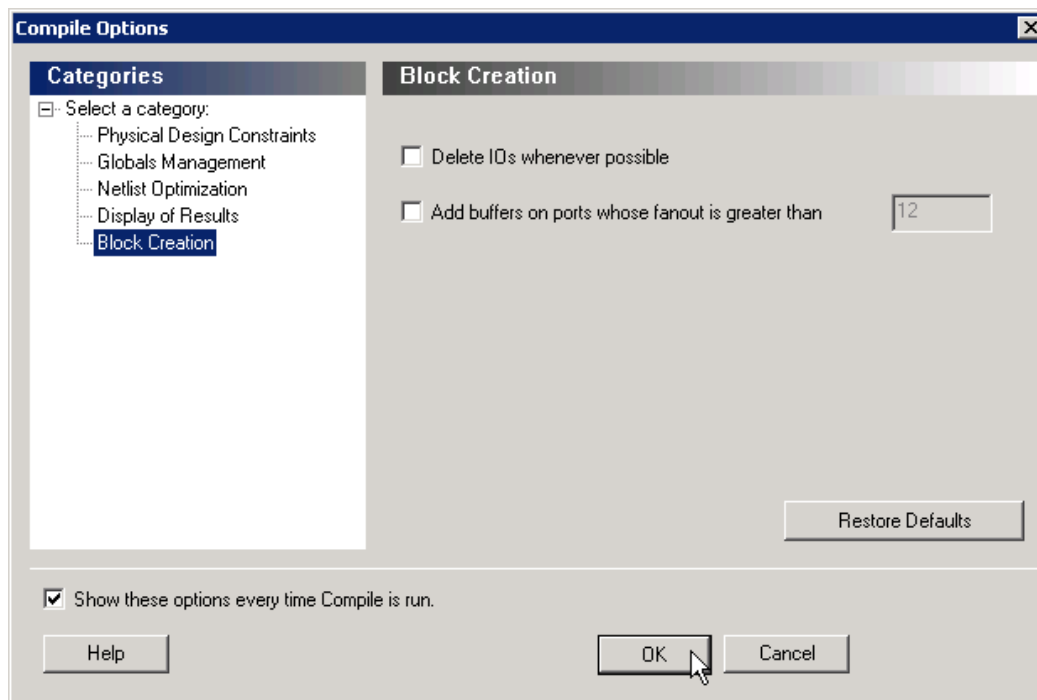 Compile Options
Categories
Select a category:
Physical Design Constraints
Globals Management
Netlist Optimization
Display of Results
Block Creation
Block Creation
Delete IOs whenever possible
Add buffers on ports whose fanout is greater than 12
Restore Defaults
Show these options every time Compile is run.
Help OK Cancel